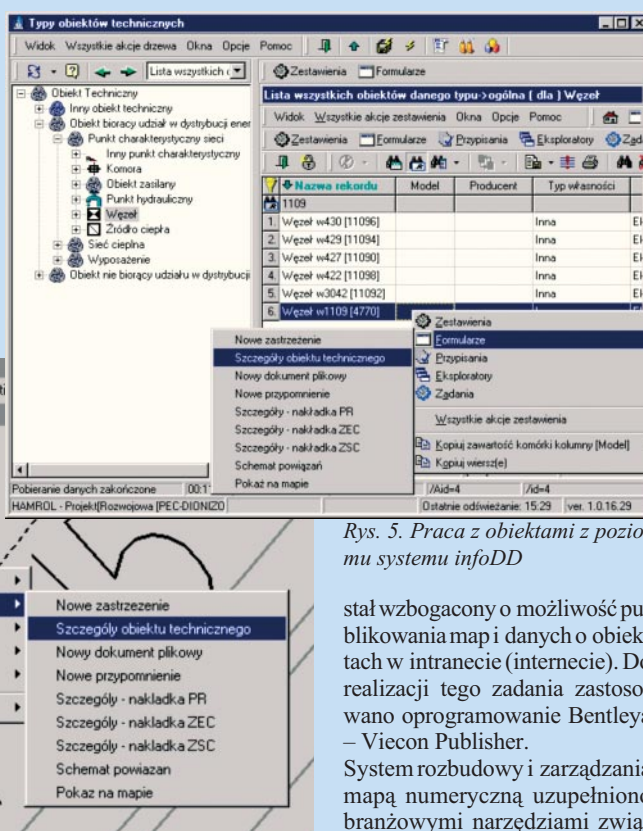 Typy obiektów technicznych
Widok Wszystkie akcje drzewa Okna Opcje Pomoc
Lista wszystkich
Zestawienia Formularze
Obiekt Techniczny
Inny obiekt techniczny
Obiekt bioracy udział w dystrybucji ener
Punkt charakterystyczny sieci
Inny punkt charakterystyczny
Komora
Obiekt zasilany
Punkt hydrauliczny
Węzeł
Źródło ciepła
Sieć cieplna
Wyposażenie
Obiekt nie biorący udziału w dystrybucji
Lista wszystkich obiektów danego typu->ogólna ( dla ) Węzeł
Widok Wszystkie akcje zestawienia Okna Opcje Pomoc
Zestawienia Formularze Przypisania Eksploratory Zad
Nazwa rekordu Model Producent Typ własności
1109
1. Węzeł w430 [11096] Inna
2. Węzeł w429 [11094] Inna
3. Węzeł w427 [11090] Inna
4. Węzeł w422 [11098] Inna
5. Węzeł w3042 [11092] Inna
6. Węzeł w1109 [4770]
Zestawienia
Formularze
Przypisania
Eksploratory
Zadania
Wszystkie akcje zestawienia
Kopiuj zawartość komórki kolumny [Model]
Kopiuj wiersz(e)
Nowe zastrzeżenie
Szczegóły obiektu technicznego
Nowy dokument plikowy
Nowe przypomnienie
Szczegóły - nakładka PR
Szczegóły - nakładka ZEC
Szczegóły - nakładka ZSC
Schemat powiązań
Pokaż na mapie
Pobieranie danych zakończone 00:1 /Aid=4 /id=4
HAMROL - Projekt(Rozwojowa [PEC-DIONIZO Ostatnie odświeżanie: 15:29 ver. 1.0.16.29
Nowe zastrzezenie
Szczegóły obiektu technicznego
Nowy dokument plikowy
Nowe przypomnienie
Szczegóły - nakladka PR
Szczegóły - nakladka ZEC
Szczegóły - nakladka ZSC
Schemat powiazan
Pokaz na mapie
Rys. 5. Praca z obiektami z pozio-
mu systemu infoDD
stał wzbogacony o możliwość pu-
blikowania map i danych o obiek-
tach w intranecie (internecie). Do
realizacji tego zadania zastoso-
wano oprogramowanie Bentleya
– Viecon Publisher.
System rozbudowy i zarządzania
mapą numeryczną uzupełniono
branżowymi narzędziami zwią-